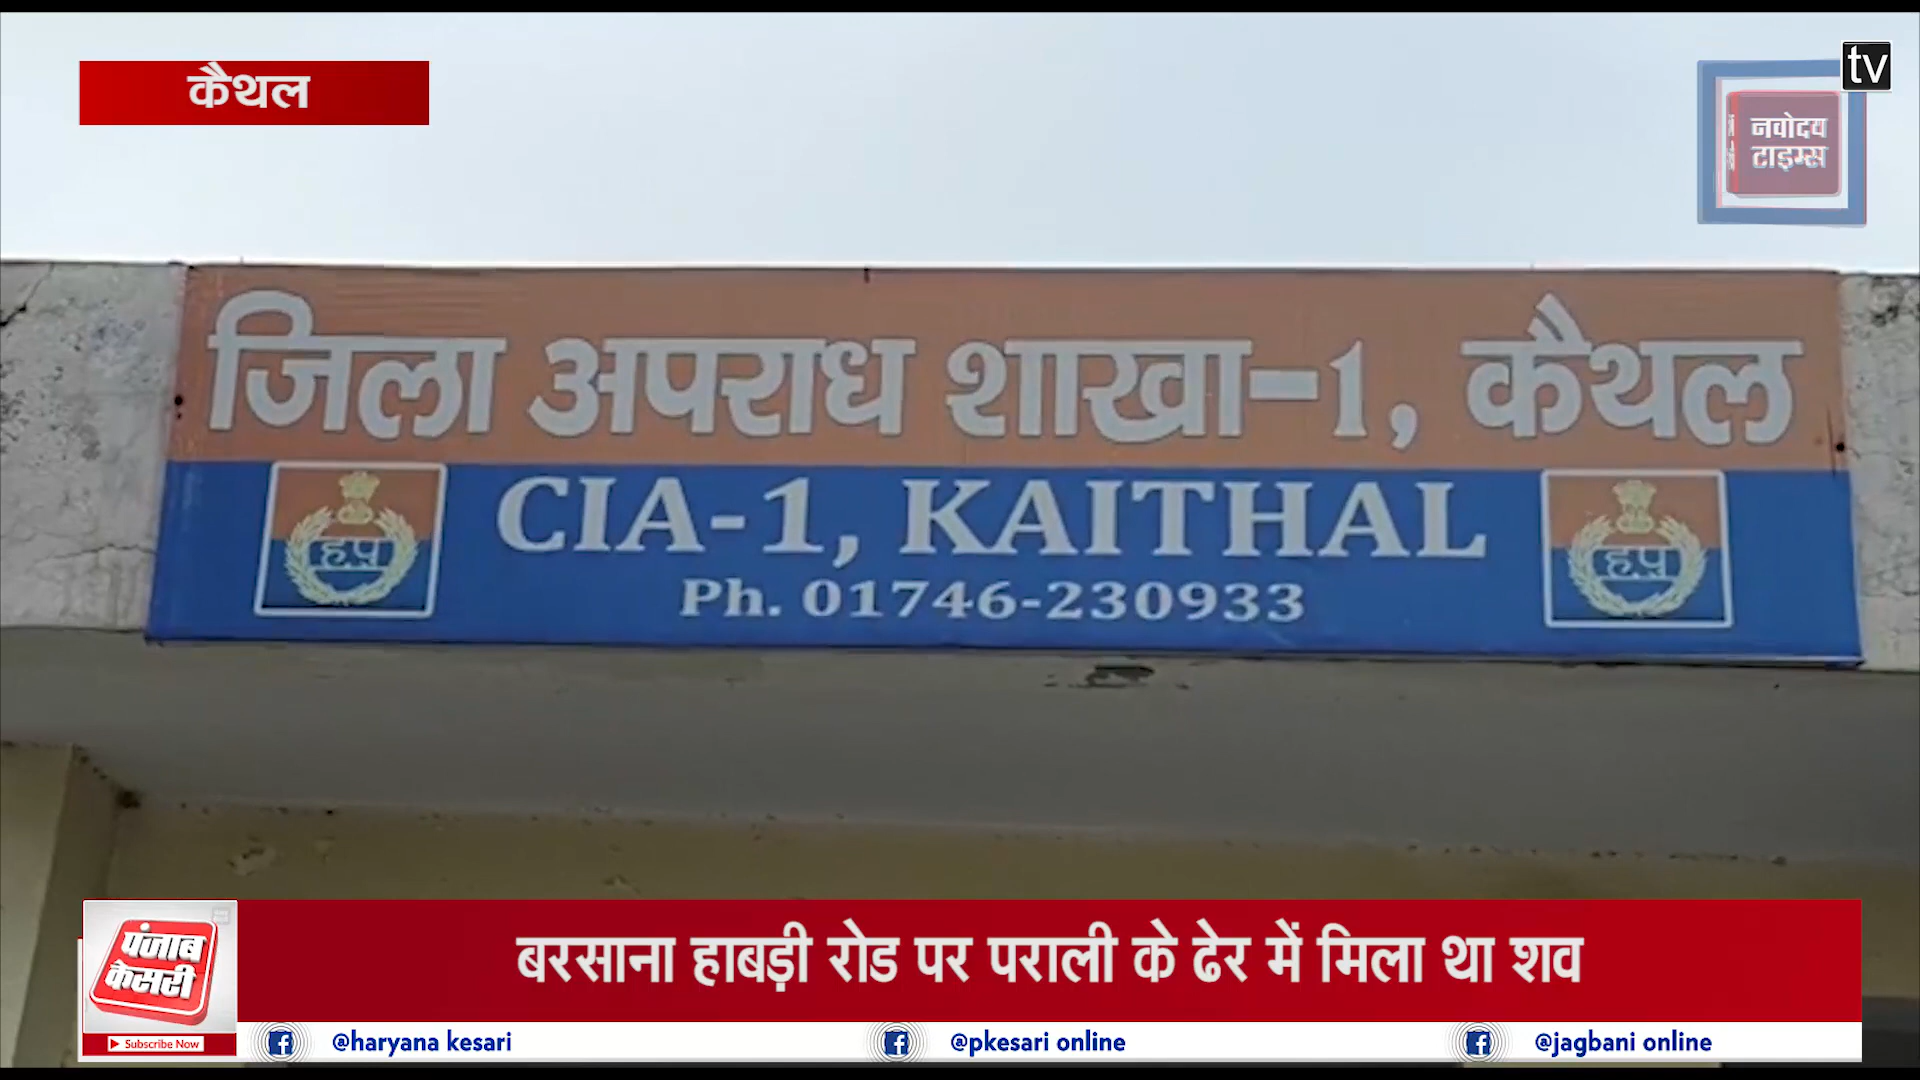 कैथल
tv
नवोदय
टाइम्स
जिला अपराध शाखा-1, कैथल
CIA-1, KAITHAL
Ph. 01746-230933
ह.पु
ह.पु
पंजाब
केसरी
बरसाना हाबड़ी रोड पर पराली के ढेर में मिला था शव
Subscribe Now
@haryana kesari
@pkesari online
@jagbani online